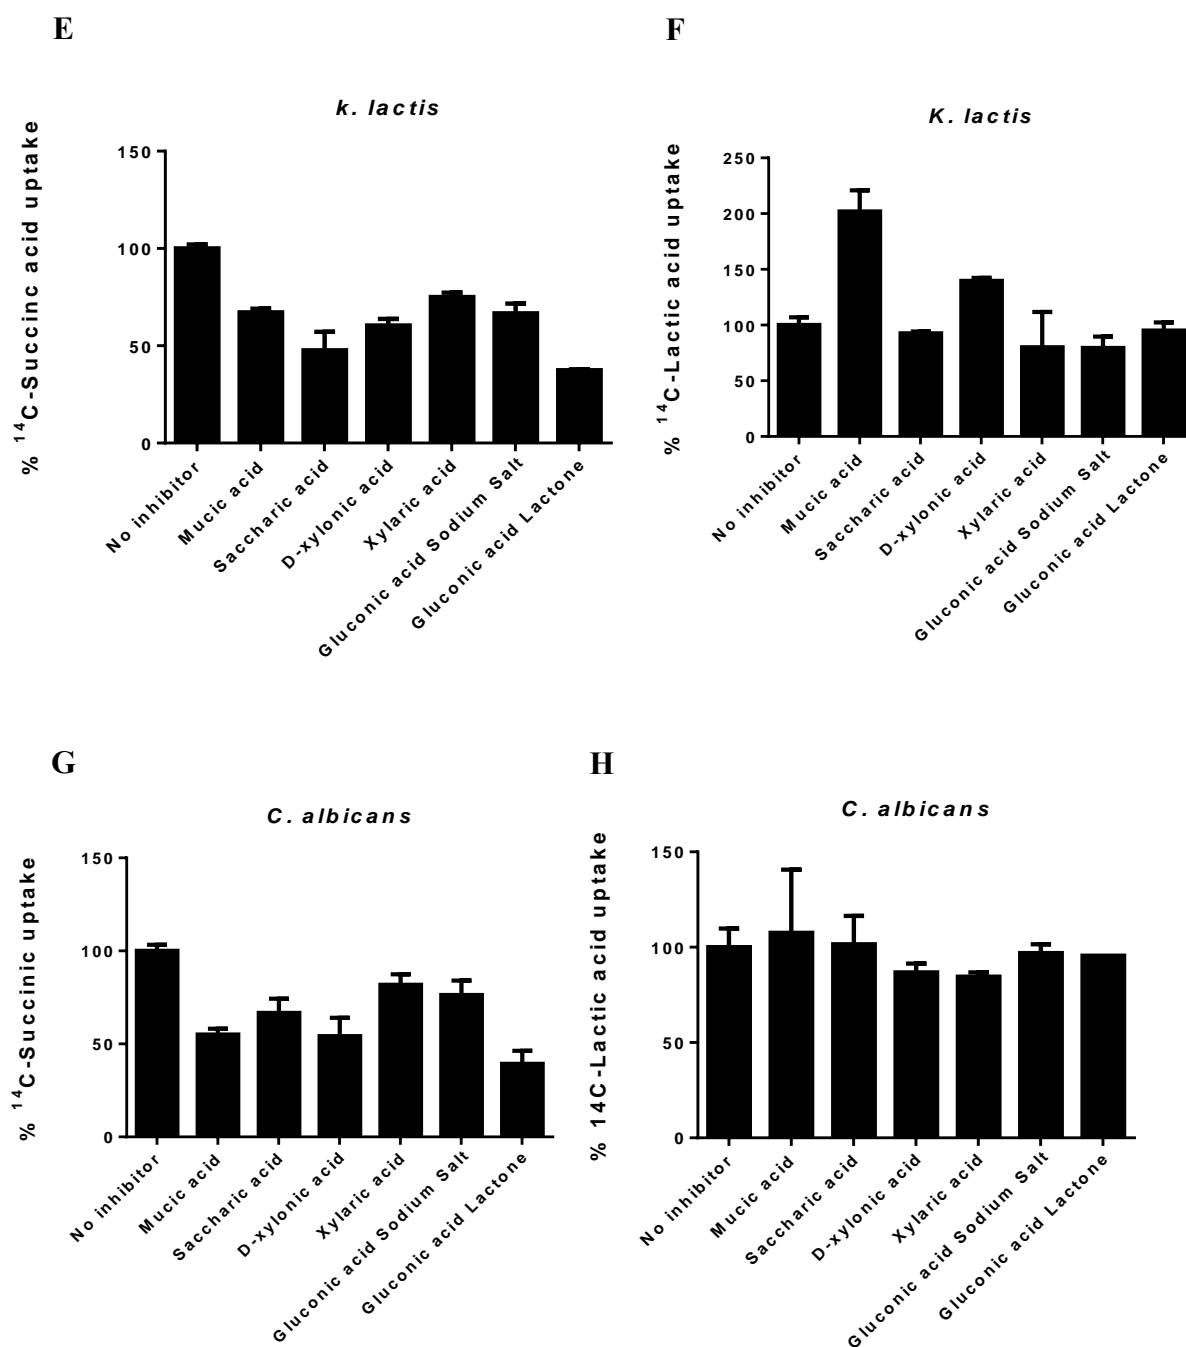 E
k. lactis
% ¹⁴C-Succinc acid uptake
150
100
50
0
No inhibitor
Mucic acid
Saccharic acid
D-xylonic acid
Xylaric acid
Gluconic acid Sodium Salt
Gluconic acid Lactone
F
K. lactis
% ¹⁴C-Lactic acid uptake
250
200
150
100
50
0
No inhibitor
Mucic acid
Saccharic acid
D-xylonic acid
Xylaric acid
Gluconic acid Sodium Salt
Gluconic acid Lactone
G
C. albicans
% ¹⁴C-Succinic uptake
150
100
50
0
No inhibitor
Mucic acid
Saccharic acid
D-xylonic acid
Xylaric acid
Gluconic acid Sodium Salt
Gluconic acid Lactone
H
C. albicans
% 14C-Lactic acid uptake
150
100
50
0
No inhibitor
Mucic acid
Saccharic acid
D-xylonic acid
Xylaric acid
Gluconic acid Sodium Salt
Gluconic acid Lactone